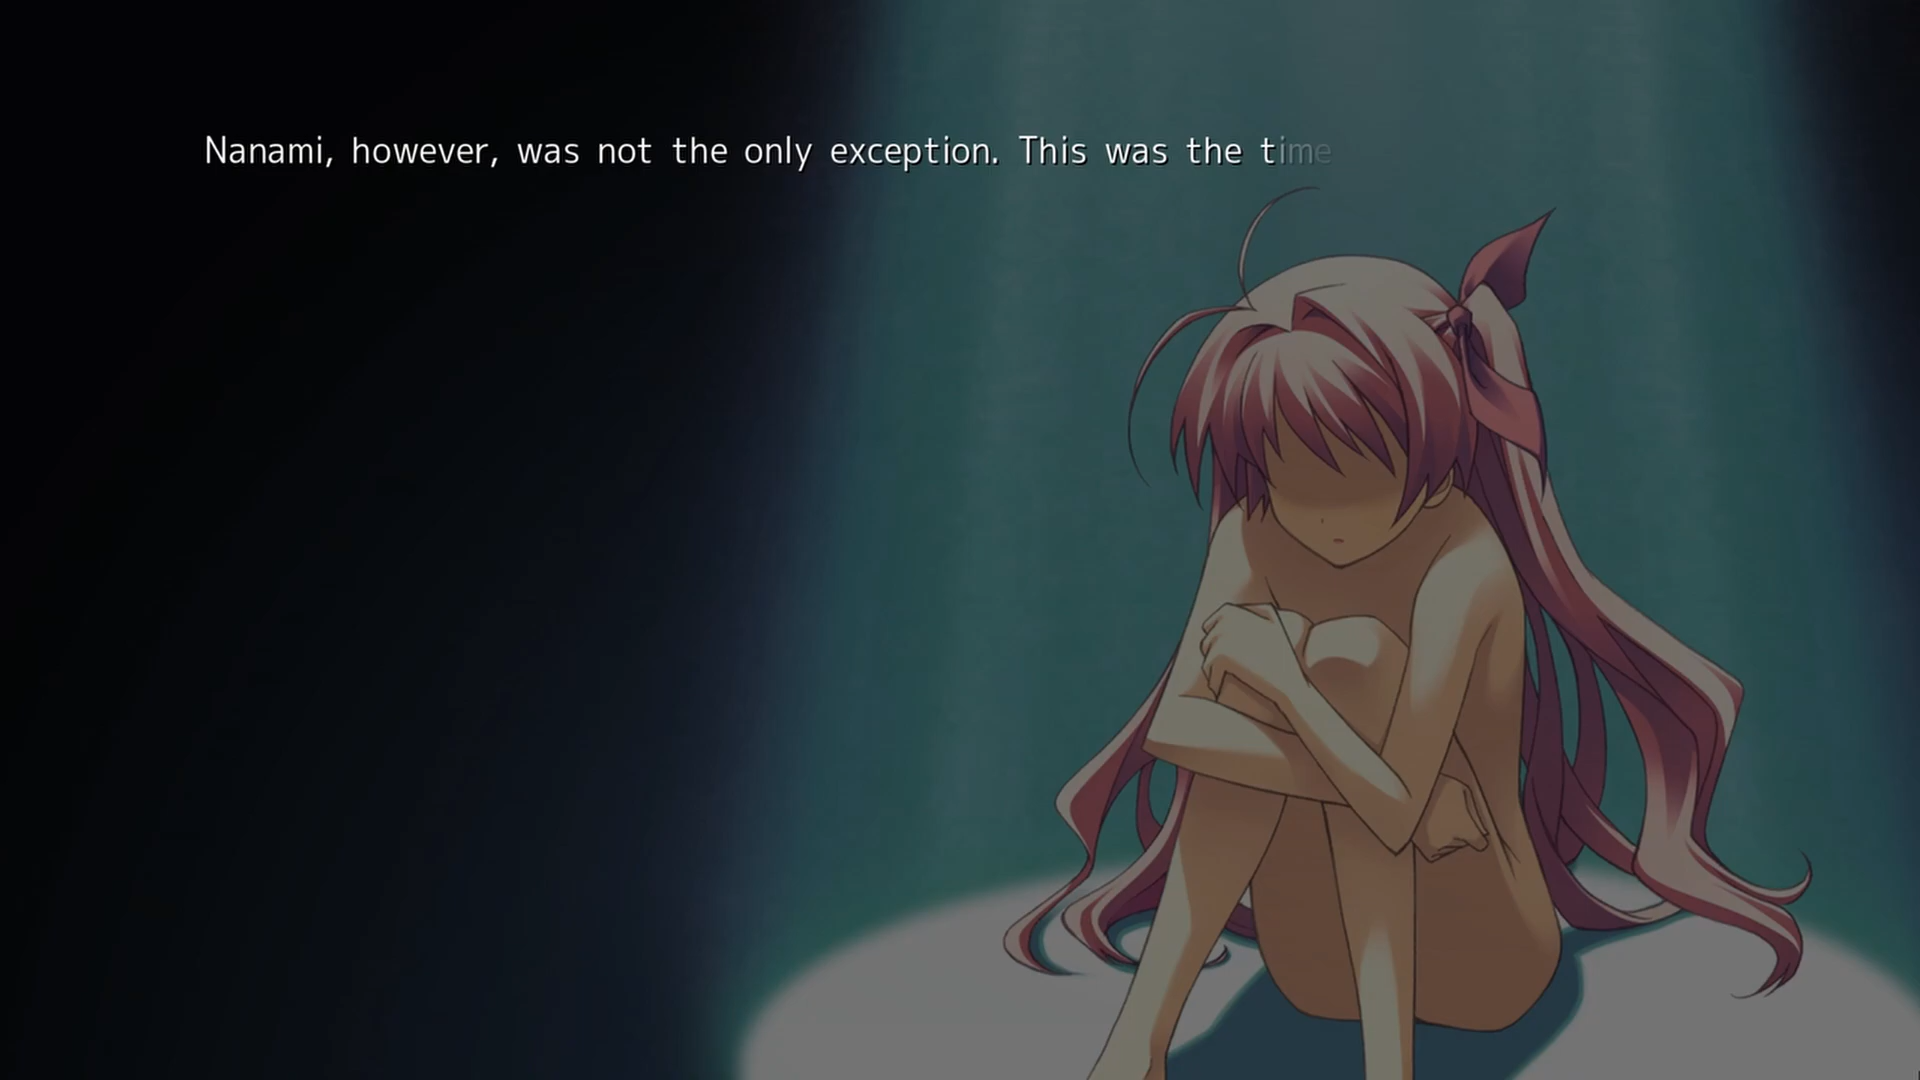 Nanami, however, was not the only exception. This was the time